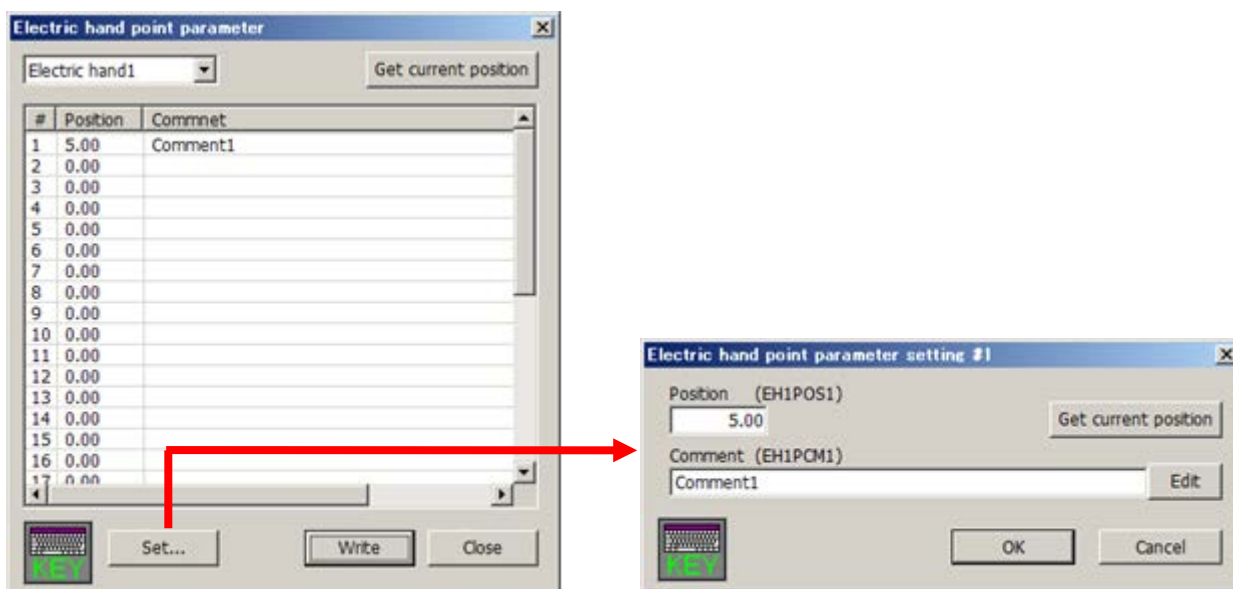 Electric hand point parameter
Electric hand1
Get current position
# Position Commnet
1 5.00 Comment1
2 0.00
3 0.00
4 0.00
5 0.00
6 0.00
7 0.00
8 0.00
9 0.00
10 0.00
11 0.00
12 0.00
13 0.00
14 0.00
15 0.00
16 0.00
17 0.00
KEY
Set...
Write
Close
Electric hand point parameter setting #1
Position (EH1POS1)
5.00
Get current position
Comment (EH1PCM1)
Comment1
Edit
KEY
OK
Cancel